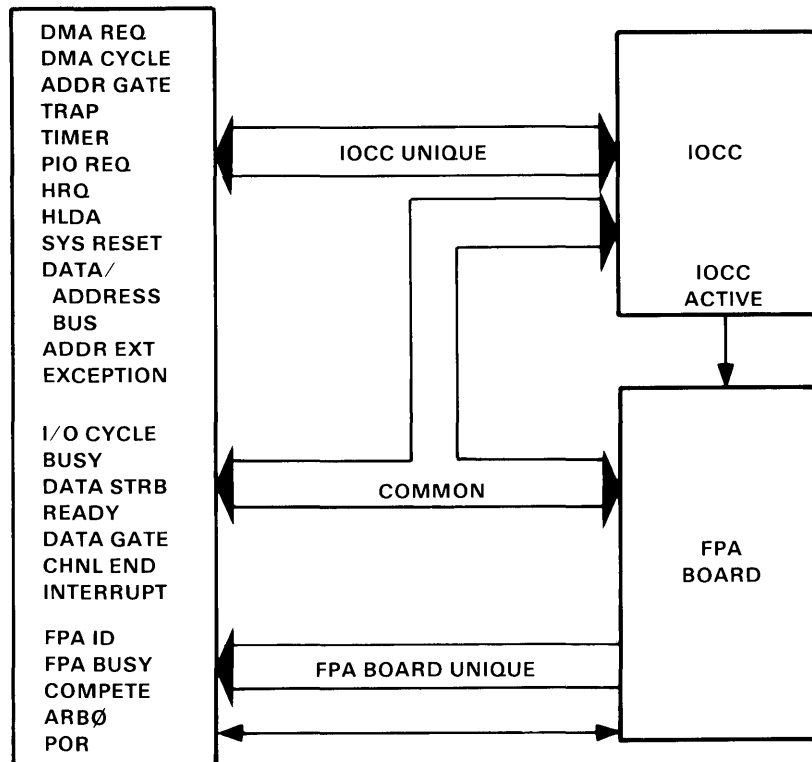 DMA REQ
DMA CYCLE
ADDR GATE
TRAP
TIMER
PIO REQ
HRQ
HLDA
SYS RESET
DATA/
ADDRESS
BUS
ADDR EXT
EXCEPTION
I/O CYCLE
BUSY
DATA STRB
READY
DATA GATE
CHNL END
INTERRUPT
FPA ID
FPA BUSY
COMPETE
ARBØ
POR
IOCC UNIQUE
COMMON
FPA BOARD UNIQUE
IOCC
IOCC
ACTIVE
FPA
BOARD